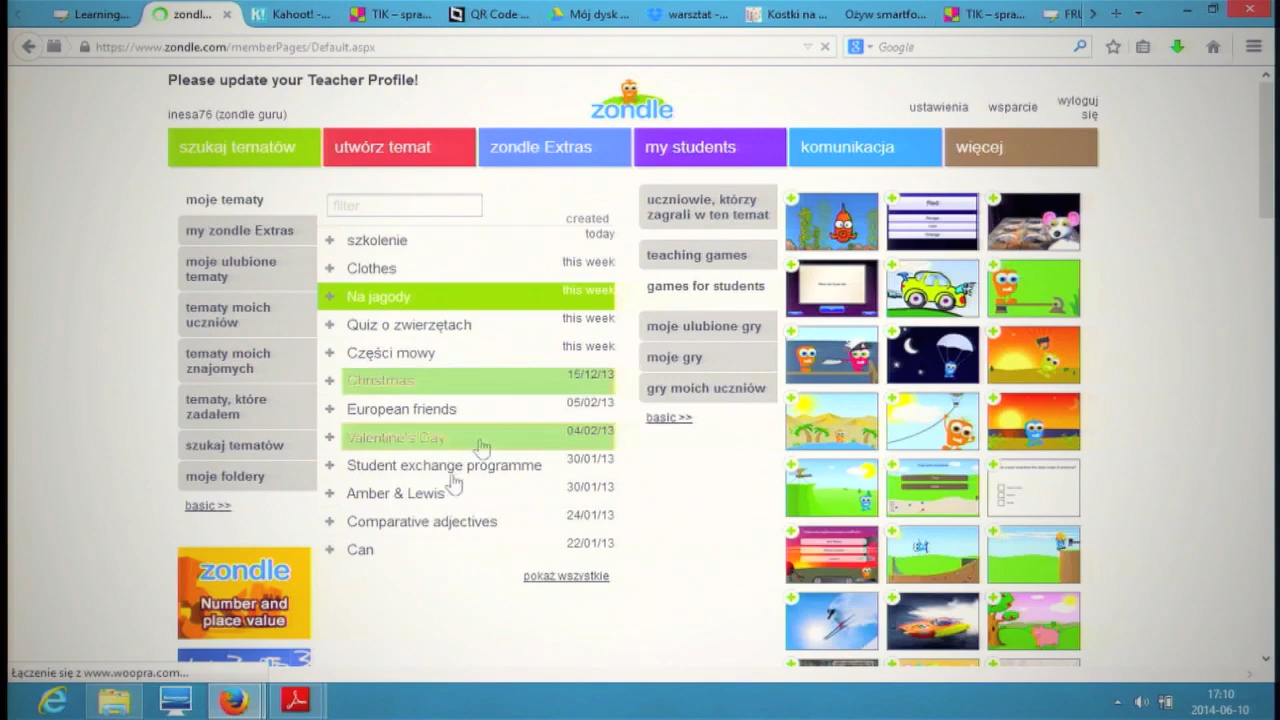 Learning...
zondl...
Kahoot! -...
TIK – spra...
QR Code ...
Mój dysk ...
warsztat -...
Kostki na ...
Ożyw smartfo...
TIK – spra...
FRU
https://www.zondle.com/memberPages/Default.aspx
Google
Please update your Teacher Profile!
inesa76 (zondle guru)
zondle
ustawienia
wsparcie
wyloguj
się
szukaj tematów
utwórz temat
zondle Extras
my students
komunikacja
więcej
moje tematy
my zondle Extras
moje ulubione
tematy
tematy moich
uczniów
tematy moich
znajomych
tematy, które
zadałem
szukaj tematów
moje foldery
basic >>
zondle
Number and
place value
filter
created
szkolenie today
Clothes this week
Na jagody this week
Quiz o zwierzętach this week
Części mowy this week
Christmas 15/12/13
European friends 05/02/13
Valentine's Day 04/02/13
Student exchange programme 30/01/13
Amber & Lewis 30/01/13
Comparative adjectives 24/01/13
Can 22/01/13
pokaż wszystkie
uczniowie, którzy
zagrali w ten temat
teaching games
games for students
moje ulubione gry
moje gry
gry moich uczniów
basic >>
Red
Łączenie się z www.woopra.com...
17:10
2014-06-10